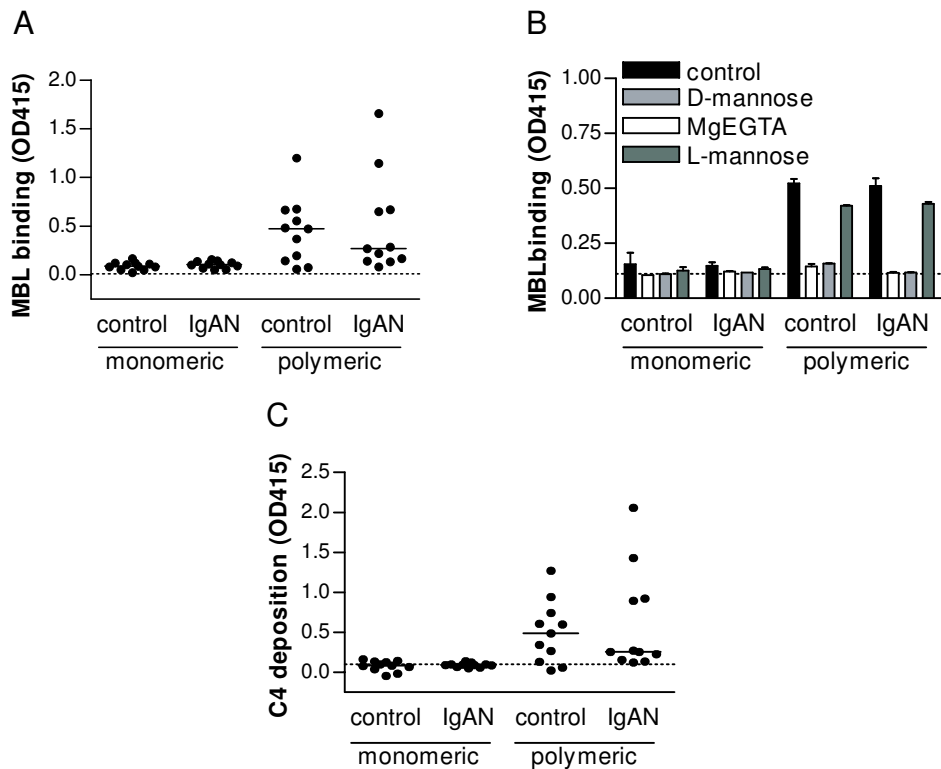 A
MBL binding (OD415)
2.0
1.5
1.0
0.5
0.0
control IgAN control IgAN
monomeric polymeric
B
MBLbinding (OD415)
1.00
0.75
0.50
0.25
0.00
control
D-mannose
MgEGTA
L-mannose
control IgAN control IgAN
monomeric polymeric
C
C4 deposition (OD415)
2.5
2.0
1.5
1.0
0.5
0.0
control IgAN control IgAN
monomeric polymeric